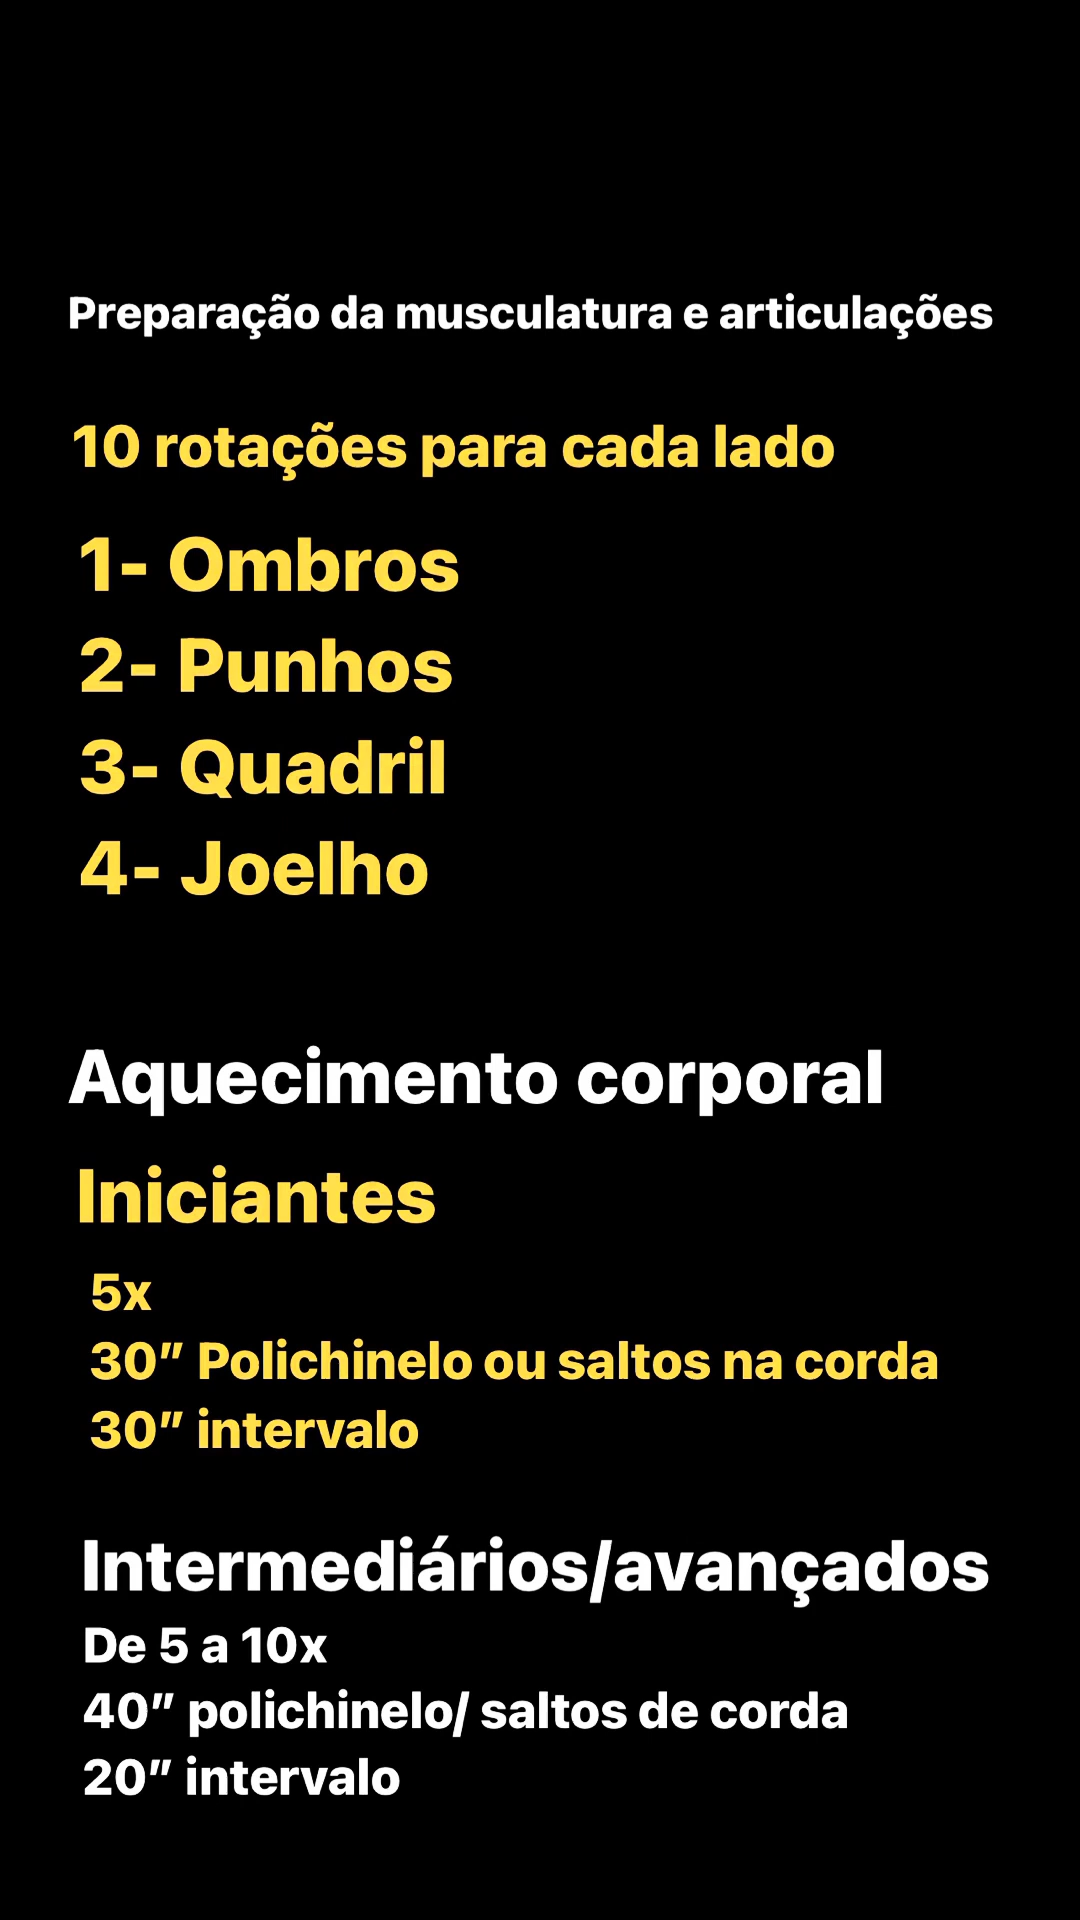 Preparação da musculatura e articulações
10 rotações para cada lado
1- Ombros
2- Punhos
3- Quadril
4- Joelho
Aquecimento corporal
Iniciantes
5x
30” Polichinelo ou saltos na corda
30” intervalo
Intermediários/avançados
De 5 a 10x
40” polichinelo/ saltos de corda
20” intervalo